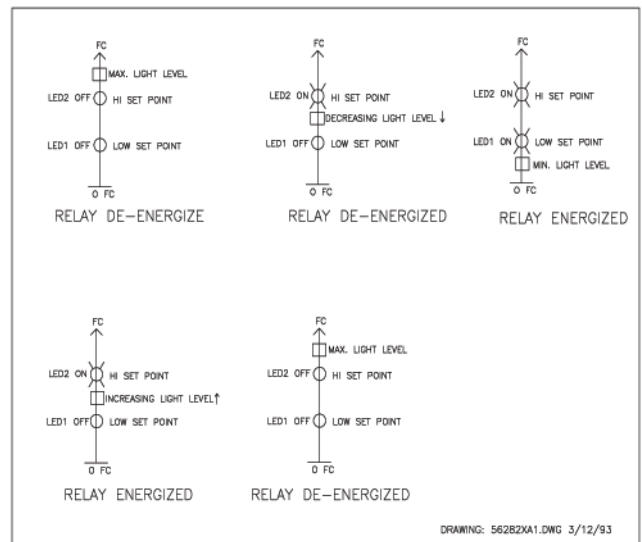 FC
MAX. LIGHT LEVEL
LED2 OFF HI SET POINT
LED1 OFF LOW SET POINT
0 FC
RELAY DE-ENERGIZE
FC
LED2 ON HI SET POINT
DECREASING LIGHT LEVEL ↓
LED1 OFF LOW SET POINT
0 FC
RELAY DE-ENERGIZED
FC
LED2 ON HI SET POINT
LED1 ON LOW SET POINT
MIN. LIGHT LEVEL
0 FC
RELAY ENERGIZED
FC
LED2 ON HI SET POINT
INCREASING LIGHT LEVEL↑
LED1 OFF LOW SET POINT
0 FC
RELAY ENERGIZED
FC
MAX. LIGHT LEVEL
LED2 OFF HI SET POINT
LED1 OFF LOW SET POINT
0 FC
RELAY DE-ENERGIZED
DRAWING: 56282XA1.DWG 3/12/93